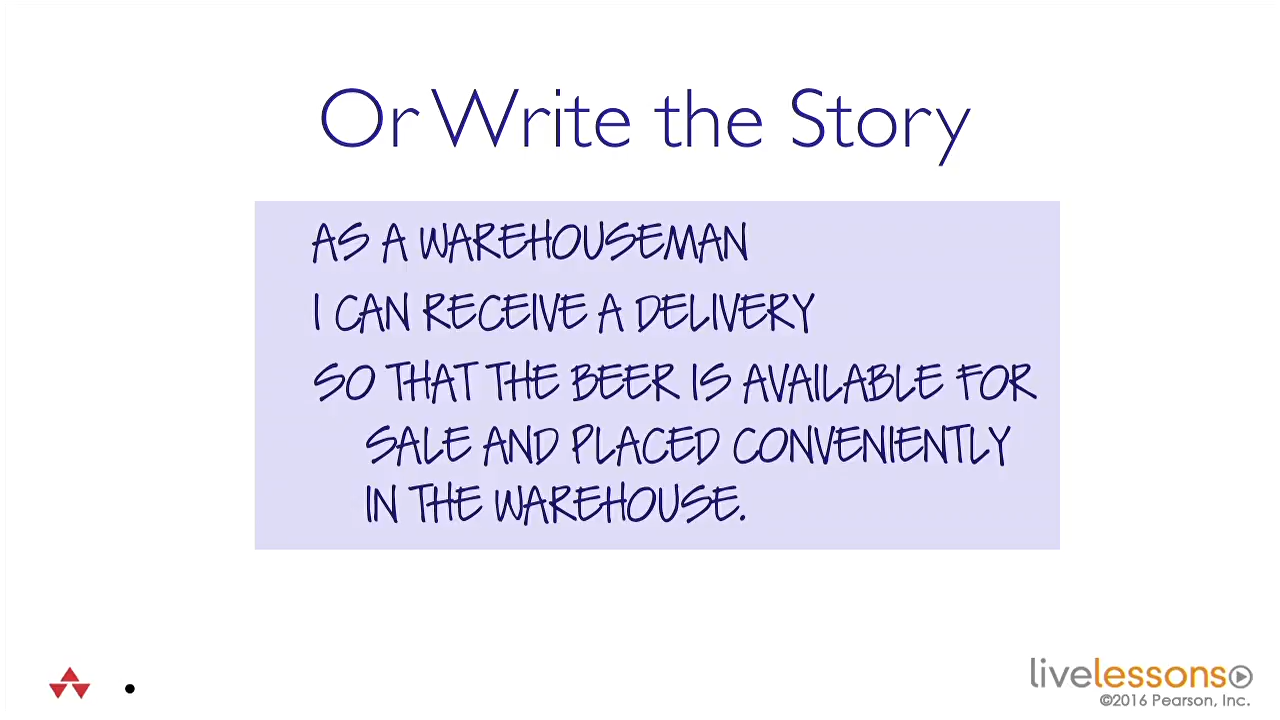 Or Write the Story
AS A WAREHOUSEMAN
I CAN RECEIVE A DELIVERY
SO THAT THE BEER IS AVAILABLE FOR
SALE AND PLACED CONVENIENTLY
IN THE WAREHOUSE.
livelessons
©2016 Pearson, Inc.